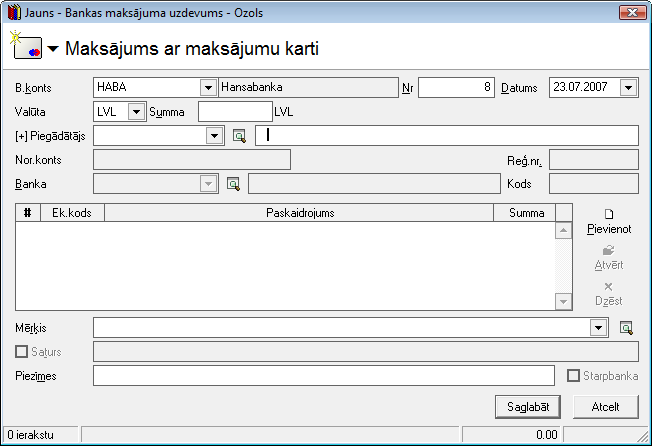 Jauns - Bankas maksājuma uzdevums - Ozols
Maksājums ar maksājumu karti
B.konts HABA Hansabanka Nr 8 Datums 23.07.2007
Valūta LVL Summa LVL
[+] Piegādātājs
Nor.konts Reģ.nr.
Banka Kods
# Ek.kods Paskaidrojums Summa
Pievienot
Atvērt
Dzēst
Mērķis
Saturs
Piezīmes Starpbanka
Saglabāt Atcelt
0 ierakstu 0.00